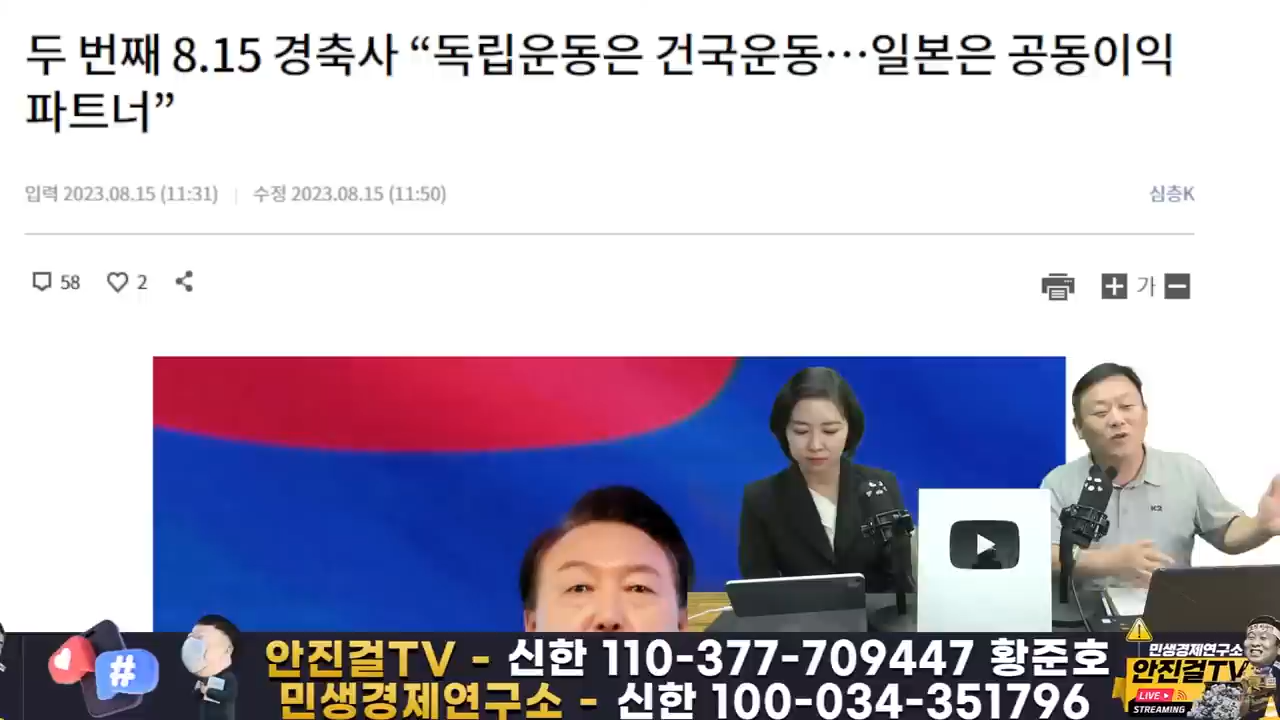 두 번째 8.15 경축사 “독립운동은 건국운동…일본은 공동이익
파트너”
입력 2023.08.15 (11:31) | 수정 2023.08.15 (11:50)
심층K
58
2
가
K2
#
안진걸TV - 신한 110-377-709447 황준호
민생경제연구소 - 신한 100-034-351796
민생경제연구소
안진걸TV
LIVE
STREAMING